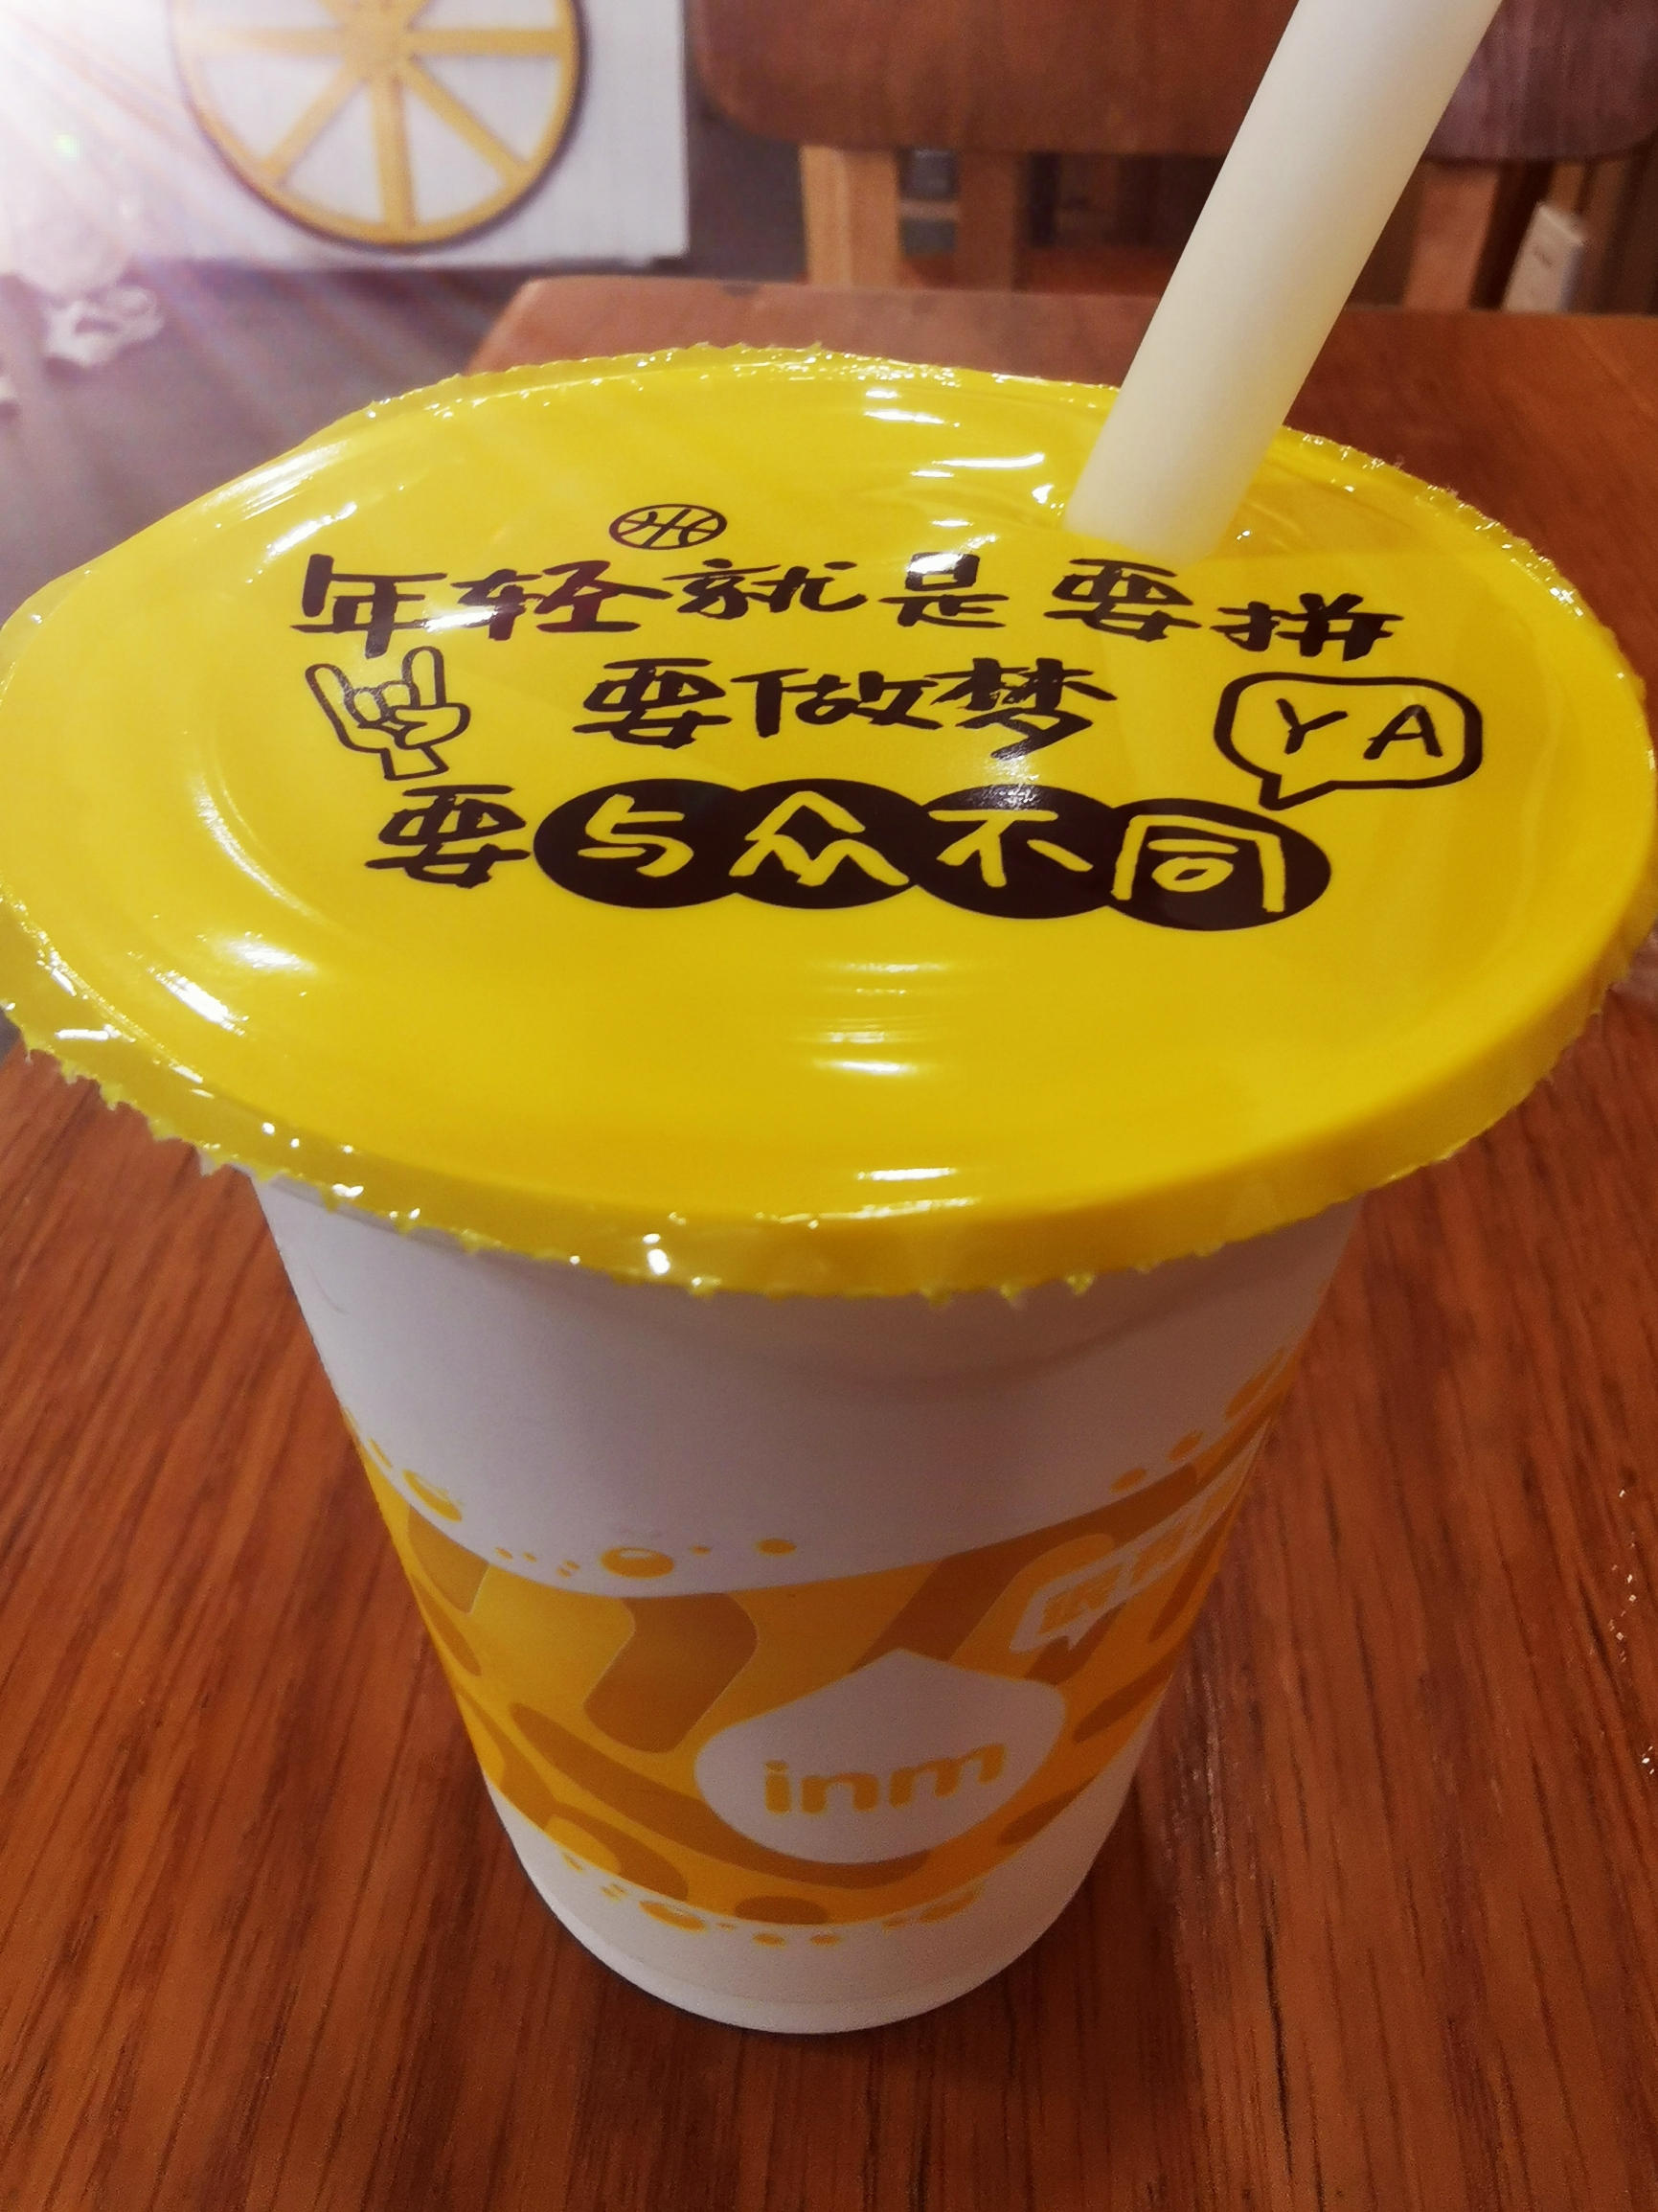 年轻就是要拼
要做梦
YA
要与众不同
inm